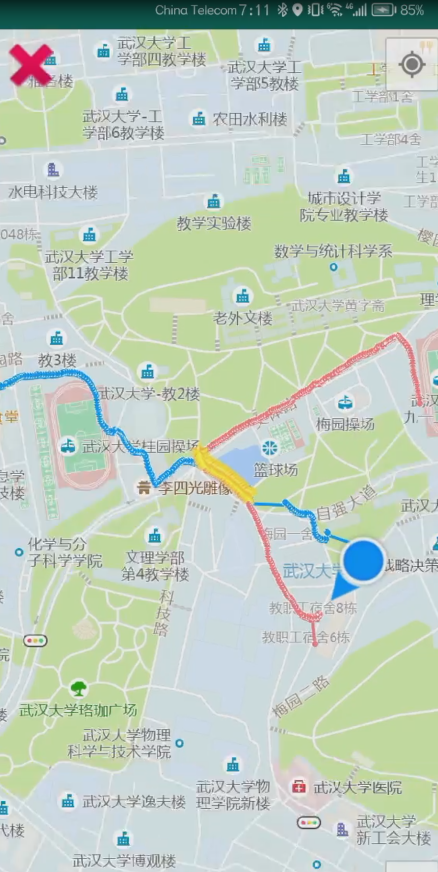 China Telecom 7:11
85%
武汉大学工
学部四教学楼
武汉大学工
学部5教楼
武汉大学-工
学部6教学楼
农田水利楼
工学部1舍
工学部4舍
水电科技大楼
教学实验楼
城市设计学
院专业教学楼
048栋
武汉大学工学
部11教学楼
数学与统计科学系
老外文楼
教3楼
武汉大学-教2楼
梅园操场
武汉大学桂园操场
篮球场
李四光雕像
自强大道
化学与分
子科学学院
文理学部
第4教学楼
梅园一舍
武汉大学
战略决策
科技路
教职工宿舍8栋
教职工宿舍6栋
武汉大学珞珈广场
梅园二路
武汉大学物理
科学与技术学院
武汉大学物
理学院新楼
武汉大学医院
武汉大学逸夫楼
武汉大学
新工会大楼
武汉大学博观楼